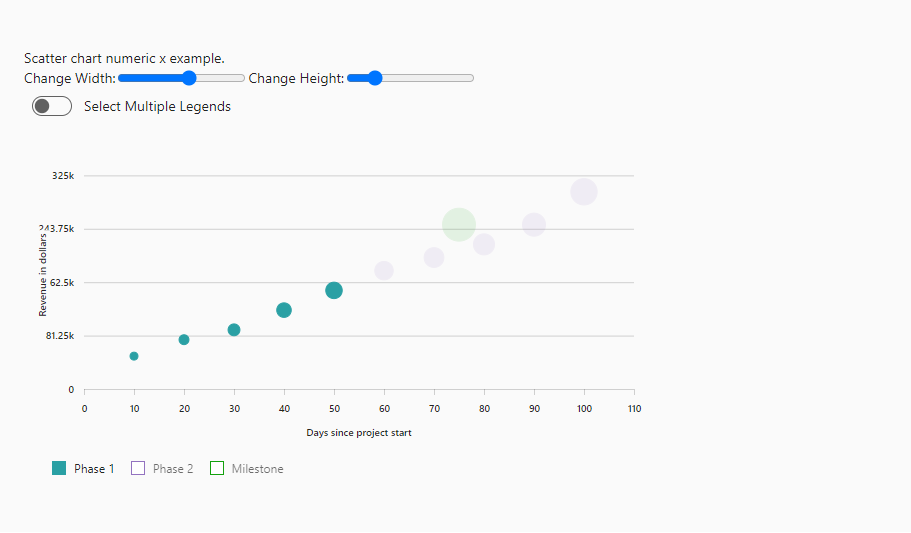 Scatter chart numeric x example.
Change Width: Change Height:
Select Multiple Legends
325k
243.75k
62.5k
81.25k
0
Revenue in dollars
0 10 20 30 40 50 60 70 80 90 100 110
Days since project start
Phase 1 Phase 2 Milestone